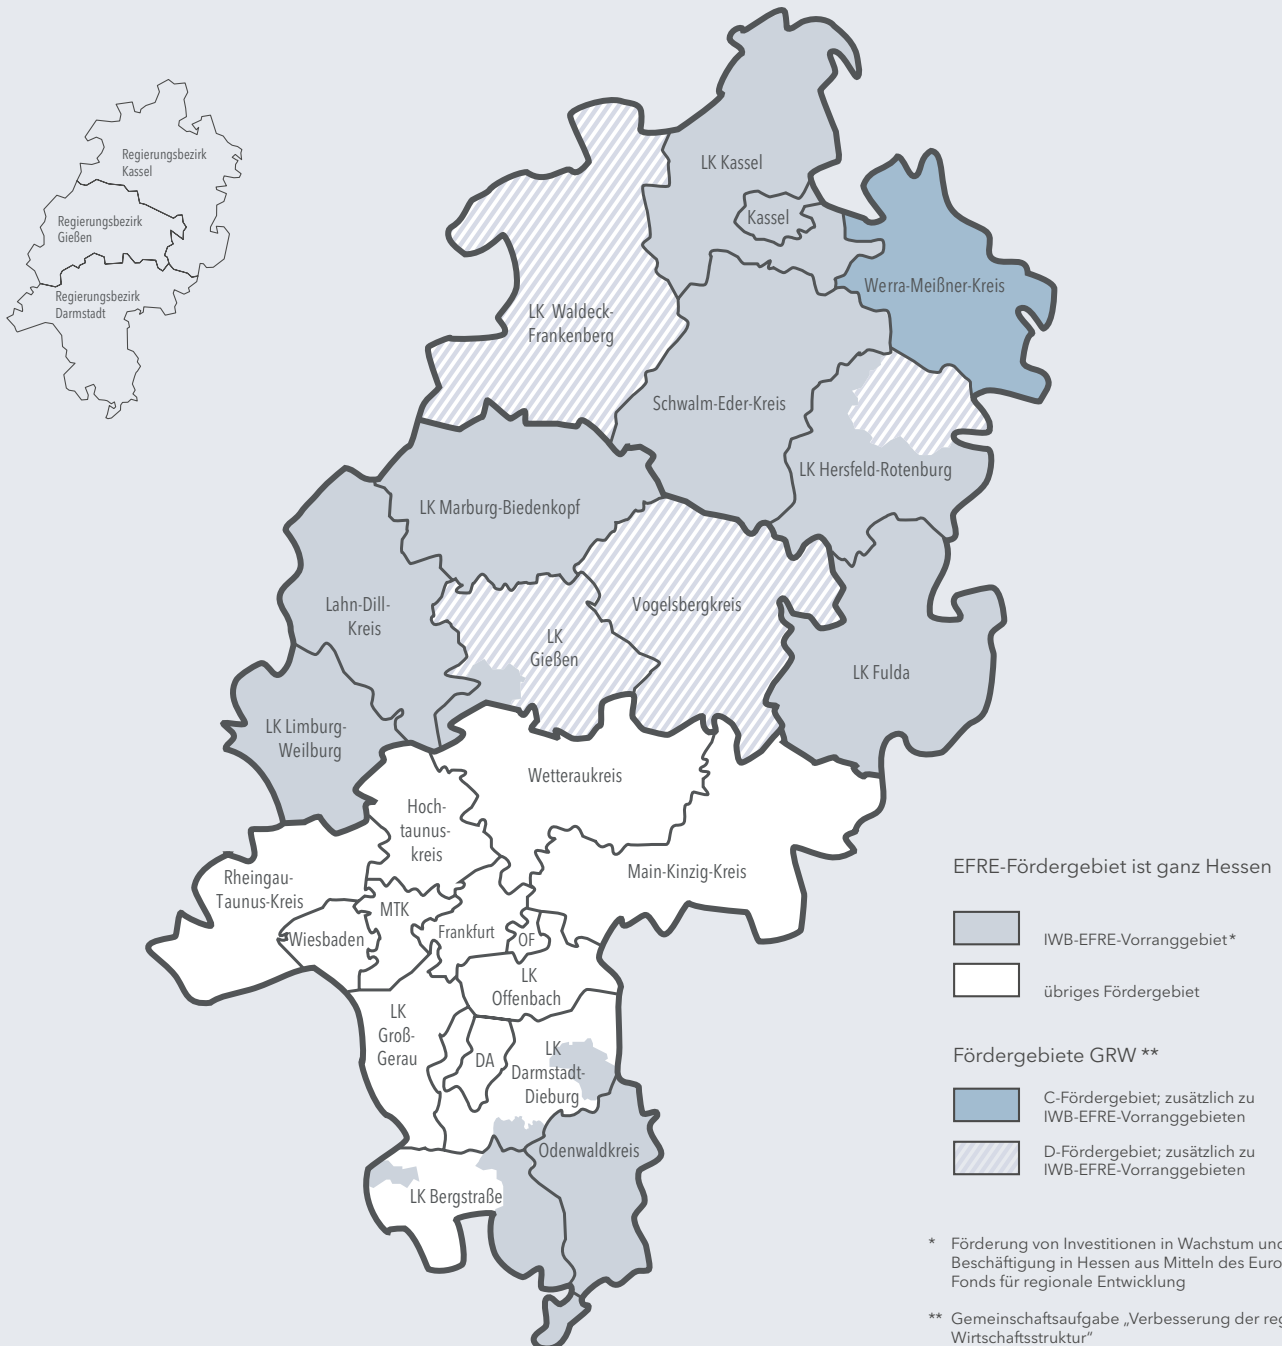 Regierungsbezirk
Kassel
Regierungsbezirk
Gießen
Regierungsbezirk
Darmstadt
LK Kassel
Kassel
Werra-Meißner-Kreis
LK Waldeck-
Frankenberg
Schwalm-Eder-Kreis
LK Hersfeld-Rotenburg
LK Marburg-Biedenkopf
Lahn-Dill-
Kreis
Vogelsbergkreis
LK
Gießen
LK Fulda
LK Limburg-
Weilburg
Wetteraukreis
Hoch-
taunus-
kreis
Main-Kinzig-Kreis
Rheingau-
Taunus-Kreis
MTK
Wiesbaden
Frankfurt
OF
LK
Offenbach
LK
Groß-
Gerau
DA
LK
Darmstadt-
Dieburg
Odenwaldkreis
LK Bergstraße
EFRE-Fördergebiet ist ganz Hessen
IWB-EFRE-Vorranggebiet*
übriges Fördergebiet
Fördergebiete GRW **
C-Fördergebiet; zusätzlich zu
IWB-EFRE-Vorranggebieten
D-Fördergebiet; zusätzlich zu
IWB-EFRE-Vorranggebieten
* Förderung von Investitionen in Wachstum und
Beschäftigung in Hessen aus Mitteln des Euro
Fonds für regionale Entwicklung
** Gemeinschaftsaufgabe „Verbesserung der reg
Wirtschaftsstruktur“